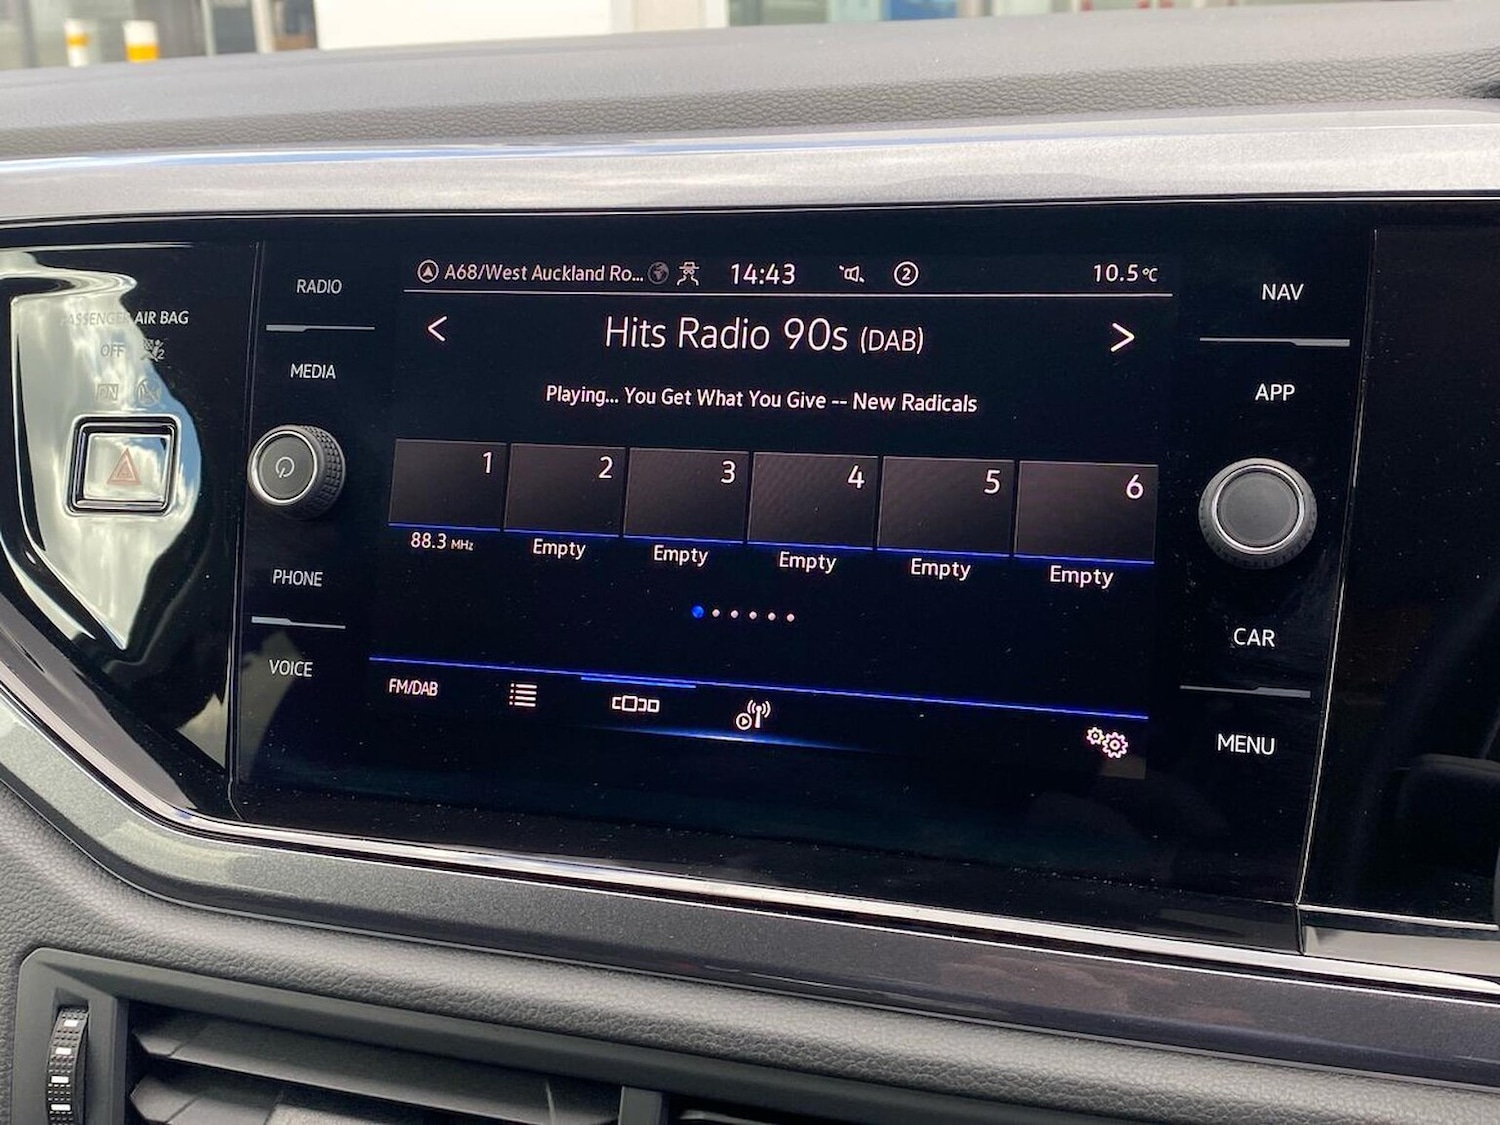 A68/West Auckland Ro... 14:43 2 10.5°C
RADIO
NAV
PASSENGER AIR BAG
Hits Radio 90s (DAB)
OFF
MEDIA
ON
Playing... You Get What You Give -- New Radicals
APP
1 2 3 4 5 6
88.3 MHz Empty Empty Empty Empty Empty
PHONE
CAR
VOICE
FM/DAB
MENU